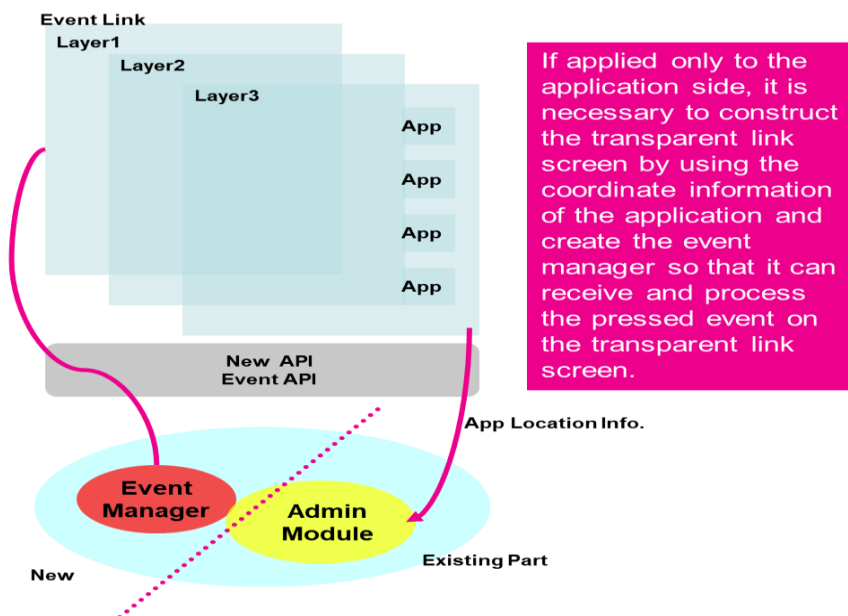 Event Link
Layer1
Layer2
Layer3
App
App
App
App
New API
Event API
If applied only to the
application side, it is
necessary to construct
the transparent link
screen by using the
coordinate information
of the application and
create the event
manager so that it can
receive and process
the pressed event on
the transparent link
screen.
App Location Info.
Event
Manager
Admin
Module
Existing Part
New